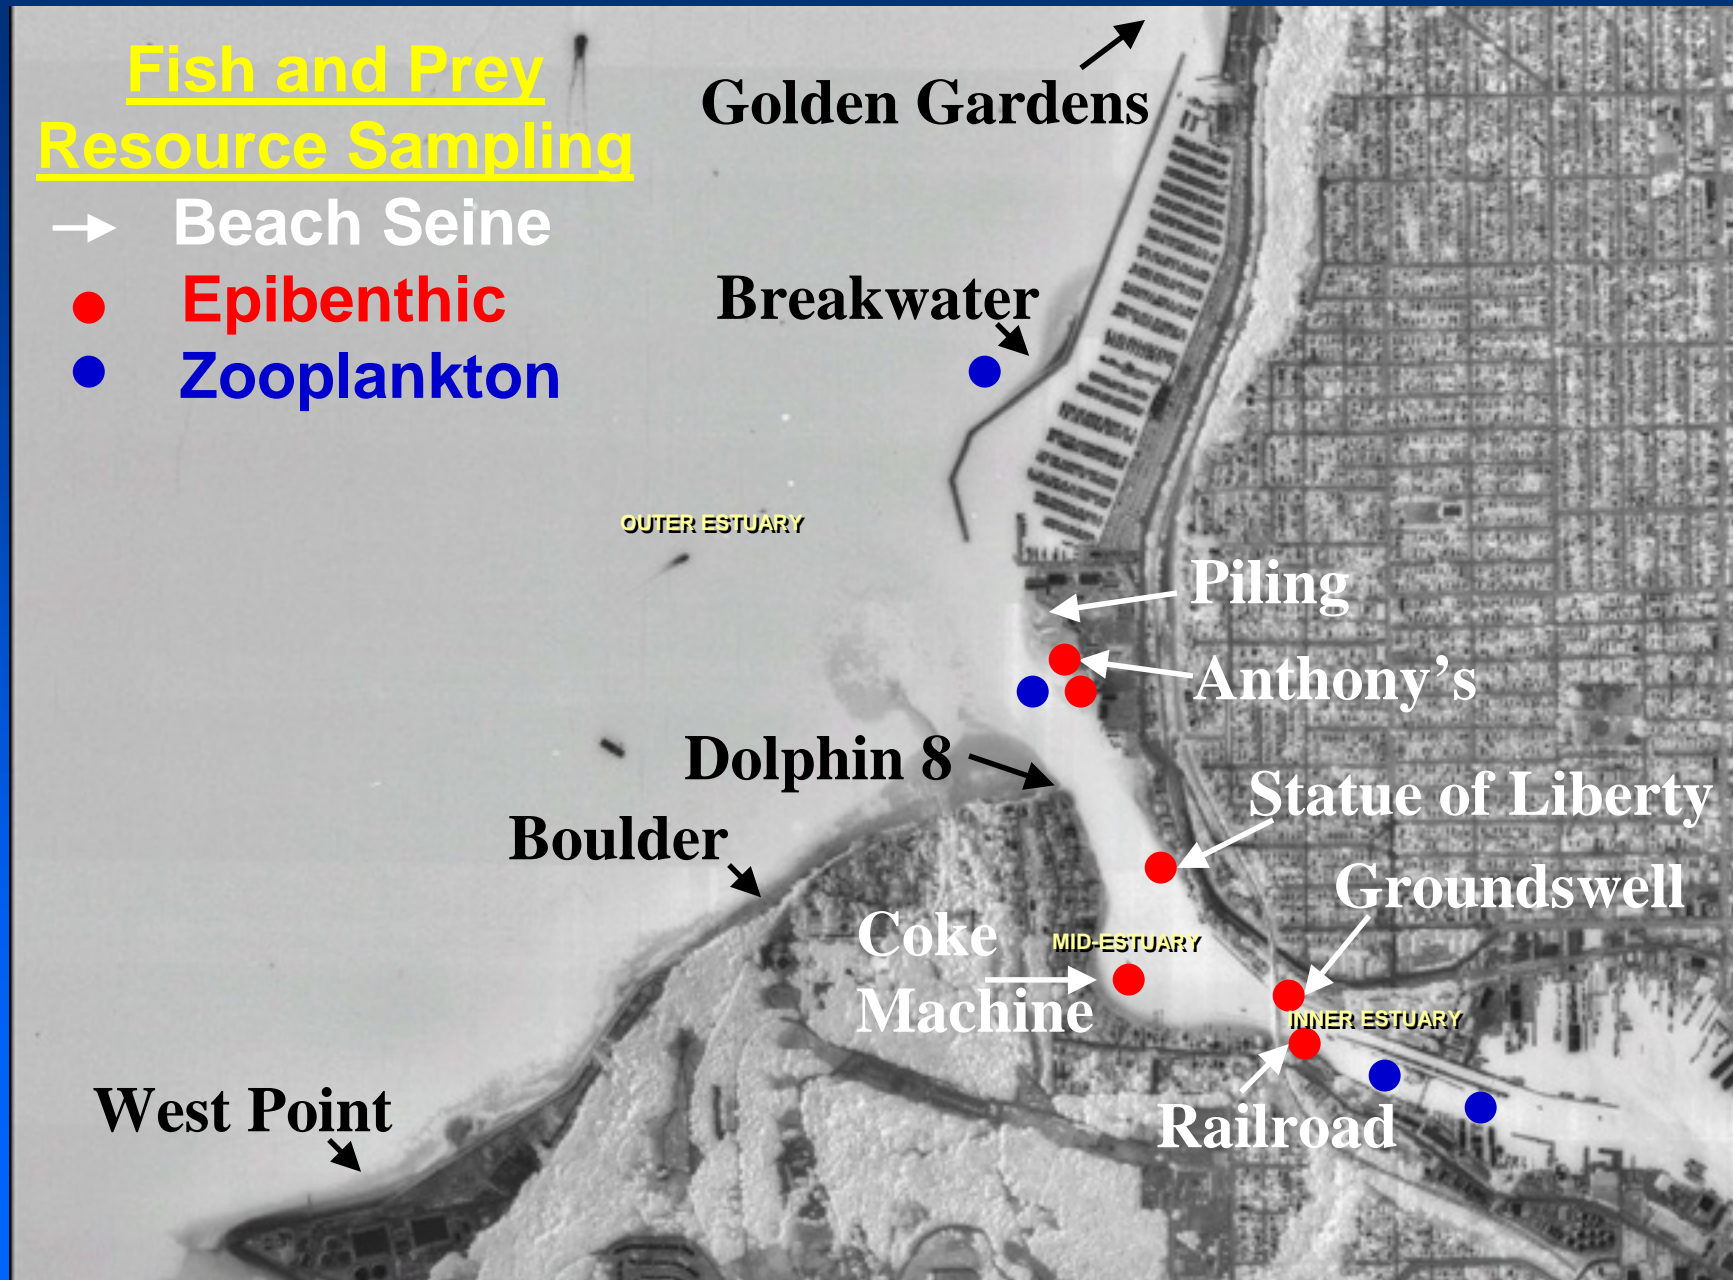 Fish and Prey
Resource Sampling
Beach Seine
Epibenthic
Zooplankton
Golden Gardens
Breakwater
OUTER ESTUARY
Piling
Anthony's
Dolphin 8
Statue of Liberty
Boulder
Groundswell
Coke
Machine
MID-ESTUARY
INNER ESTUARY
West Point
Railroad